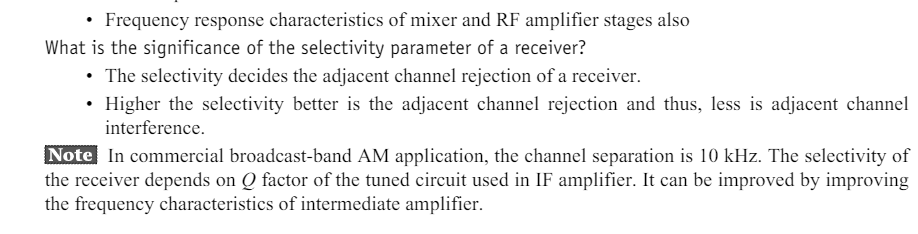 • Frequency response characteristics of mixer and RF amplifier stages also
What is the significance of the selectivity parameter of a receiver?
• The selectivity decides the adjacent channel rejection of a receiver.
• Higher the selectivity better is the adjacent channel rejection and thus, less is adjacent channel
interference.
Note In commercial broadcast-band AM application, the channel separation is 10 kHz. The selectivity of
the receiver depends on Q factor of the tuned circuit used in IF amplifier. It can be improved by improving
the frequency characteristics of intermediate amplifier.